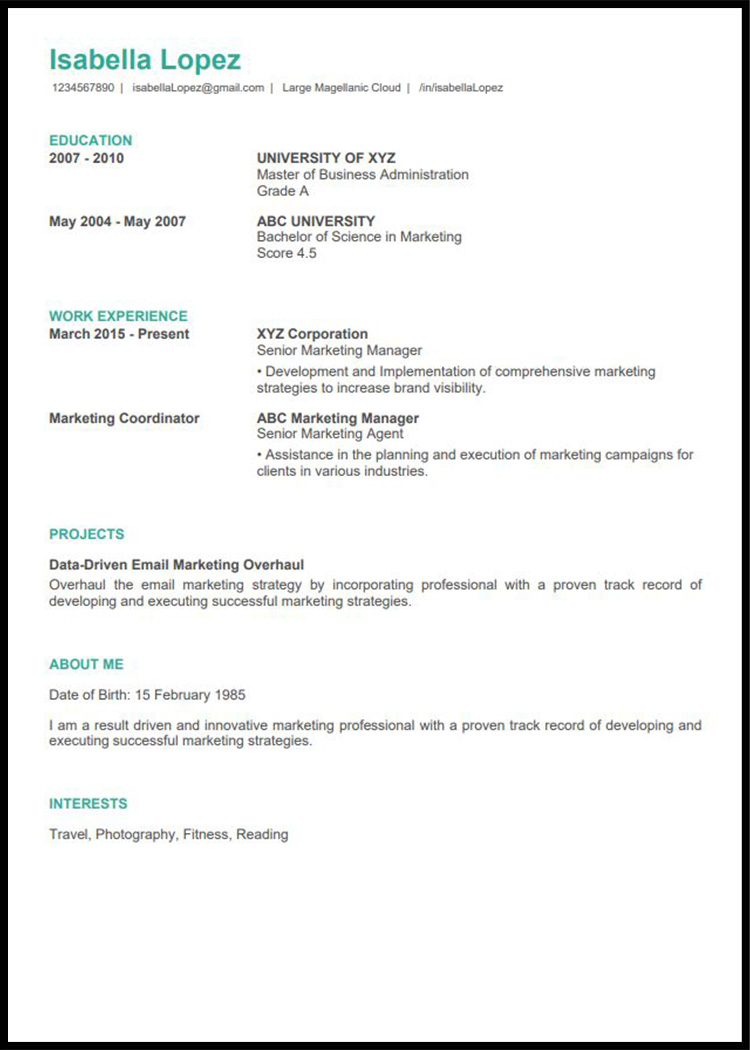 Isabella Lopez
1234567890 | isabellaLopez@gmail.com | Large Magellanic Cloud | /in/isabellaLopez
EDUCATION
2007 - 2010 UNIVERSITY OF XYZ
Master of Business Administration
Grade A
May 2004 - May 2007 ABC UNIVERSITY
Bachelor of Science in Marketing
Score 4.5
WORK EXPERIENCE
March 2015 - Present XYZ Corporation
Senior Marketing Manager
• Development and Implementation of comprehensive marketing
strategies to increase brand visibility.
Marketing Coordinator ABC Marketing Manager
Senior Marketing Agent
• Assistance in the planning and execution of marketing campaigns for
clients in various industries.
PROJECTS
Data-Driven Email Marketing Overhaul
Overhaul the email marketing strategy by incorporating professional with a proven track record of
developing and executing successful marketing strategies.
ABOUT ME
Date of Birth: 15 February 1985
I am a result driven and innovative marketing professional with a proven track record of developing and
executing successful marketing strategies.
INTERESTS
Travel, Photography, Fitness, Reading